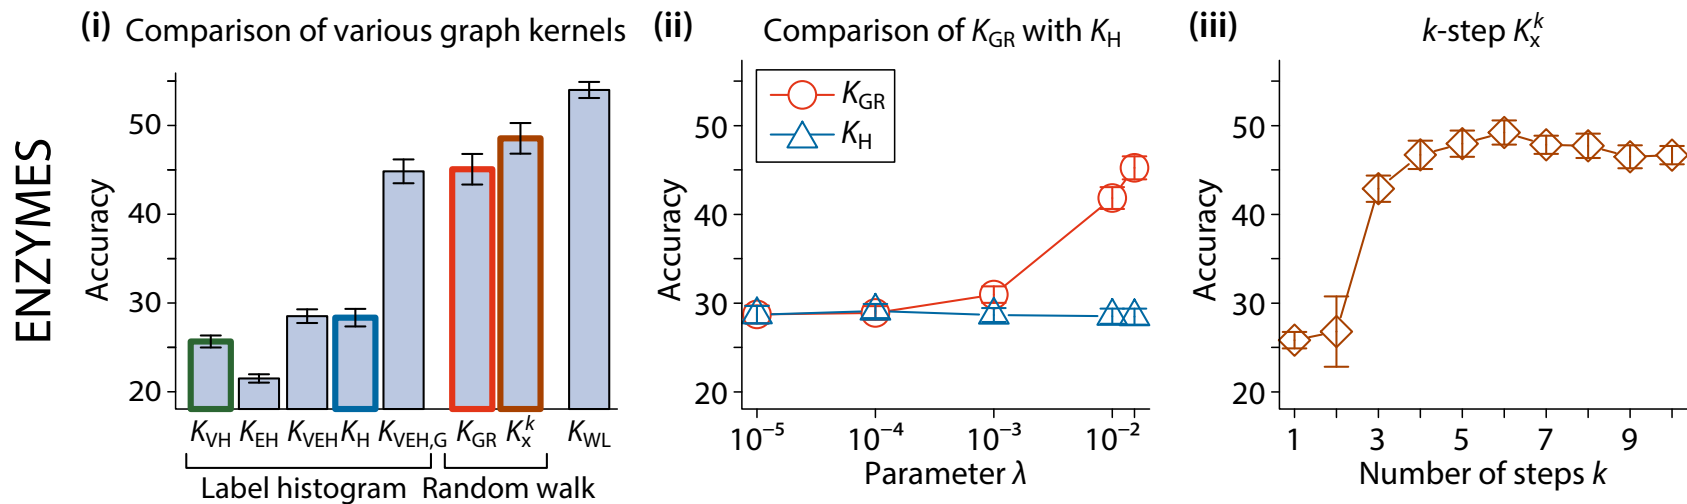 ENZYMES
(i) Comparison of various graph kernels
Accuracy
50
40
30
20
K_VH K_EH K_VEH K_H K_VEH,G K_GR K_x^k K_WL
Label histogram Random walk
(ii) Comparison of K_GR with K_H
K_GR
K_H
Accuracy
50
40
30
20
10⁻⁵ 10⁻⁴ 10⁻³ 10⁻²
Parameter λ
(iii) k-step K_x^k
Accuracy
50
40
30
20
1 3 5 7 9
Number of steps k